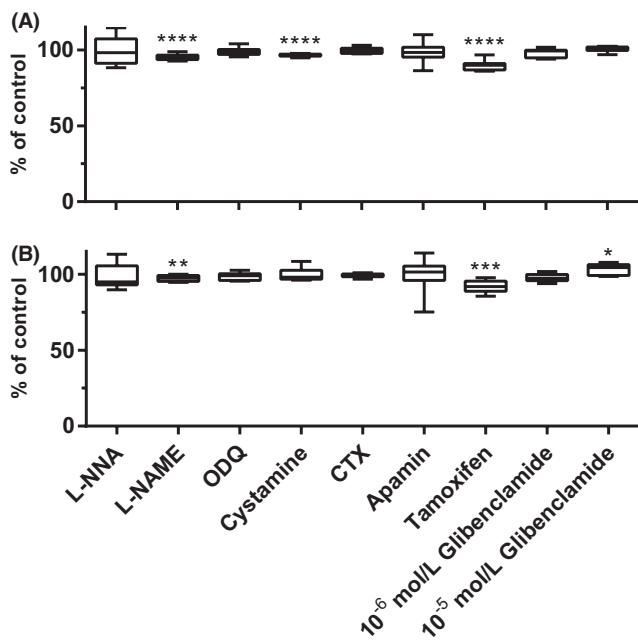 (A)
% of control
100
50
0
**** **** ****
(B)
% of control
100
50
0
** *** *
L-NNA
L-NAME
ODQ
Cystamine
CTX
Apamin
Tamoxifen
10⁻⁶ mol/L Glibenclamide
10⁻⁵ mol/L Glibenclamide